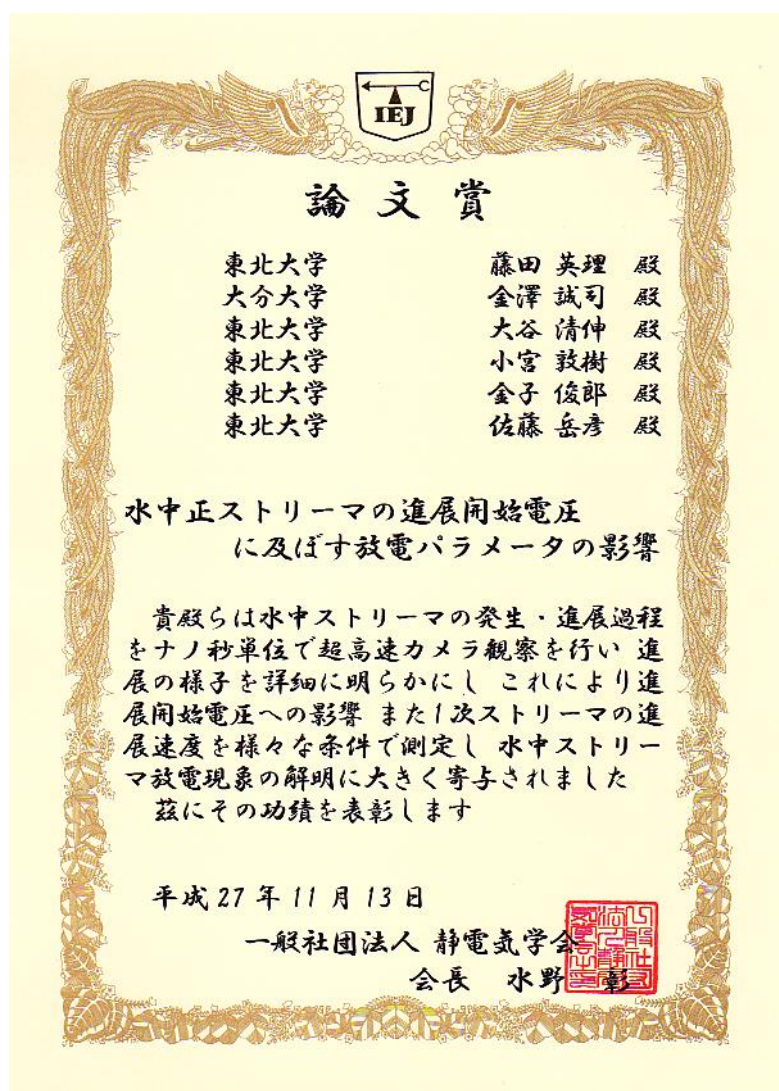 IEJ
論文賞
東北大学 藤田 英理 殿
大分大学 金澤 誠司 殿
東北大学 大谷 清伸 殿
東北大学 小宮 敦樹 殿
東北大学 金子 俊郎 殿
東北大学 佐藤 岳彦 殿
水中正ストリーマの進展開始電圧
に及ぼす放電パラメータの影響
貴殿らは水中ストリーマの発生・進展過程
をナノ秒単位で超高速カメラ観察を行い 進
展の様子を詳細に明らかにし これにより進
展開始電圧への影響 また1次ストリーマの進
展速度を様々な条件で測定し 水中ストリー
マ放電現象の解明に大きく寄与されました
茲にその功績を表彰します
平成27年11月13日
一般社団法人 静電気学会
会長 水野 彰